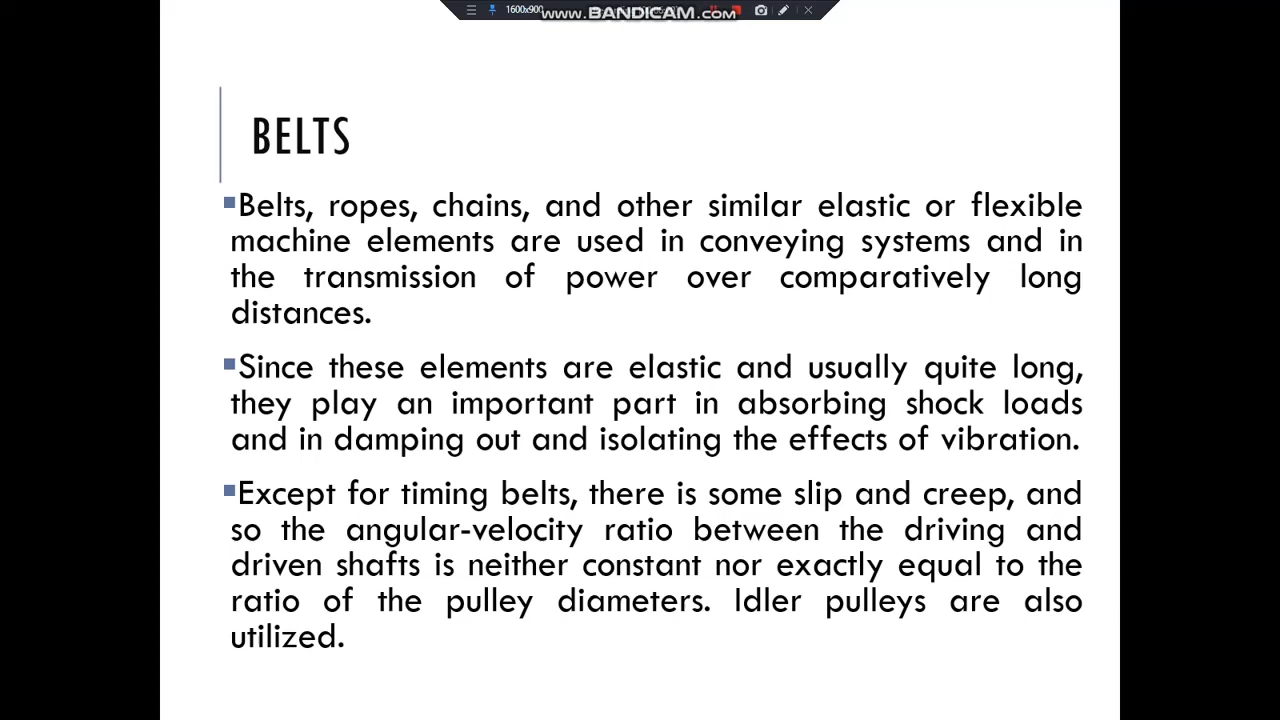 1600x900
www.BANDICAM.com
BELTS
▪Belts, ropes, chains, and other similar elastic or flexible
machine elements are used in conveying systems and in
the transmission of power over comparatively long
distances.
▪Since these elements are elastic and usually quite long,
they play an important part in absorbing shock loads
and in damping out and isolating the effects of vibration.
▪Except for timing belts, there is some slip and creep, and
so the angular-velocity ratio between the driving and
driven shafts is neither constant nor exactly equal to the
ratio of the pulley diameters. Idler pulleys are also
utilized.